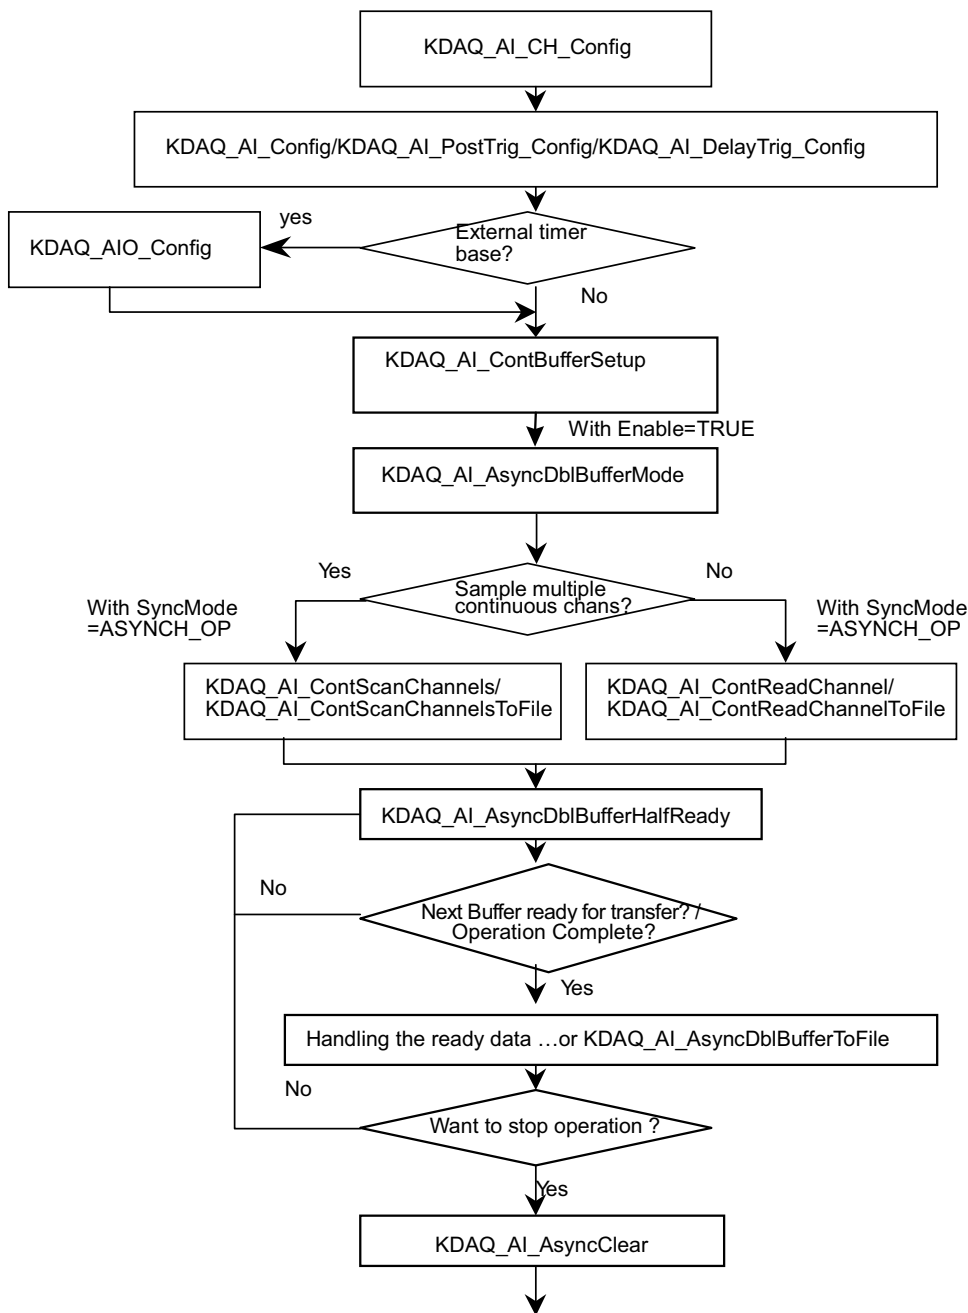 KDAQ_AI_CH_Config
KDAQ_AI_Config/KDAQ_AI_PostTrig_Config/KDAQ_AI_DelayTrig_Config
yes
External timer
base?
KDAQ_AIO_Config
No
KDAQ_AI_ContBufferSetup
With Enable=TRUE
KDAQ_AI_AsyncDblBufferMode
Yes
No
Sample multiple
continuous chans?
With SyncMode
=ASYNCH_OP
With SyncMode
=ASYNCH_OP
KDAQ_AI_ContScanChannels/
KDAQ_AI_ContScanChannelsToFile
KDAQ_AI_ContReadChannel/
KDAQ_AI_ContReadChannelToFile
KDAQ_AI_AsyncDblBufferHalfReady
No
Next Buffer ready for transfer? /
Operation Complete?
Yes
Handling the ready data …or KDAQ_AI_AsyncDblBufferToFile
No
Want to stop operation ?
Yes
KDAQ_AI_AsyncClear